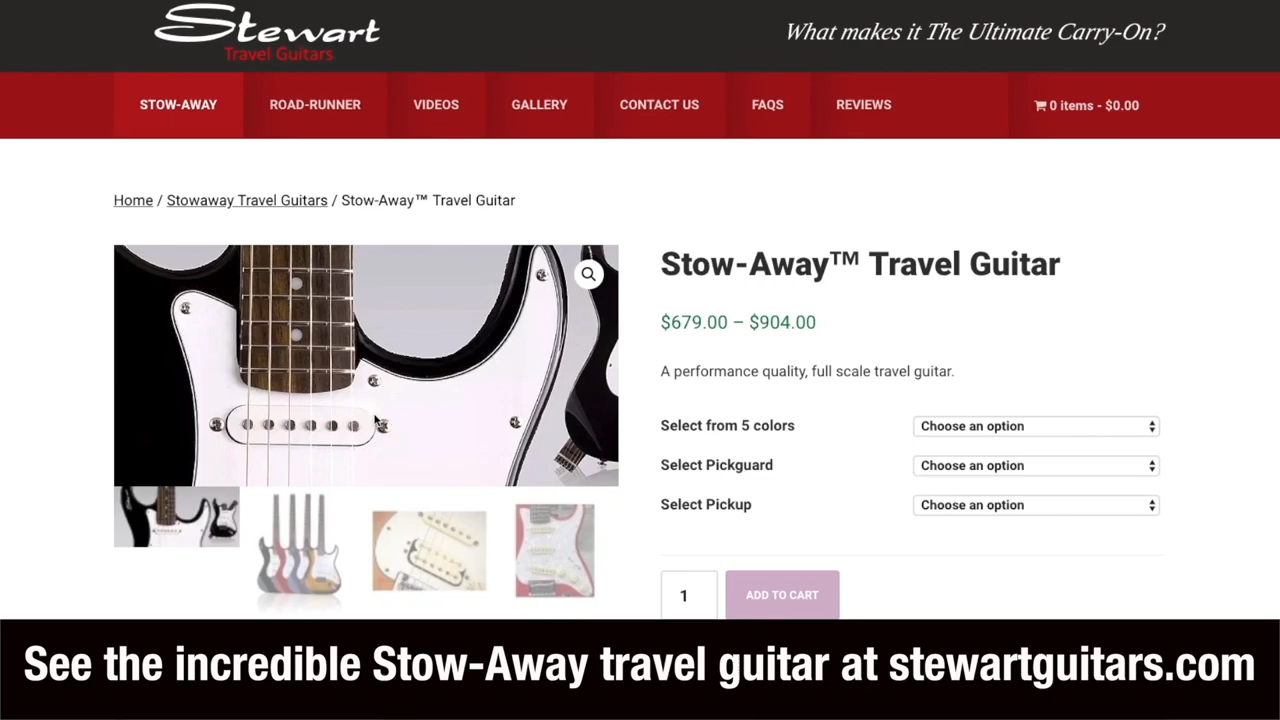 Stewart
Travel Guitars
What makes it The Ultimate Carry-On?
STOW-AWAY ROAD-RUNNER VIDEOS GALLERY CONTACT US FAQS REVIEWS 0 items - $0.00
Home / Stowaway Travel Guitars / Stow-Away™ Travel Guitar
Stow-Away™ Travel Guitar
$679.00 – $904.00
A performance quality, full scale travel guitar.
Select from 5 colors Choose an option
Select Pickguard Choose an option
Select Pickup Choose an option
1 ADD TO CART
See the incredible Stow-Away travel guitar at stewartguitars.com